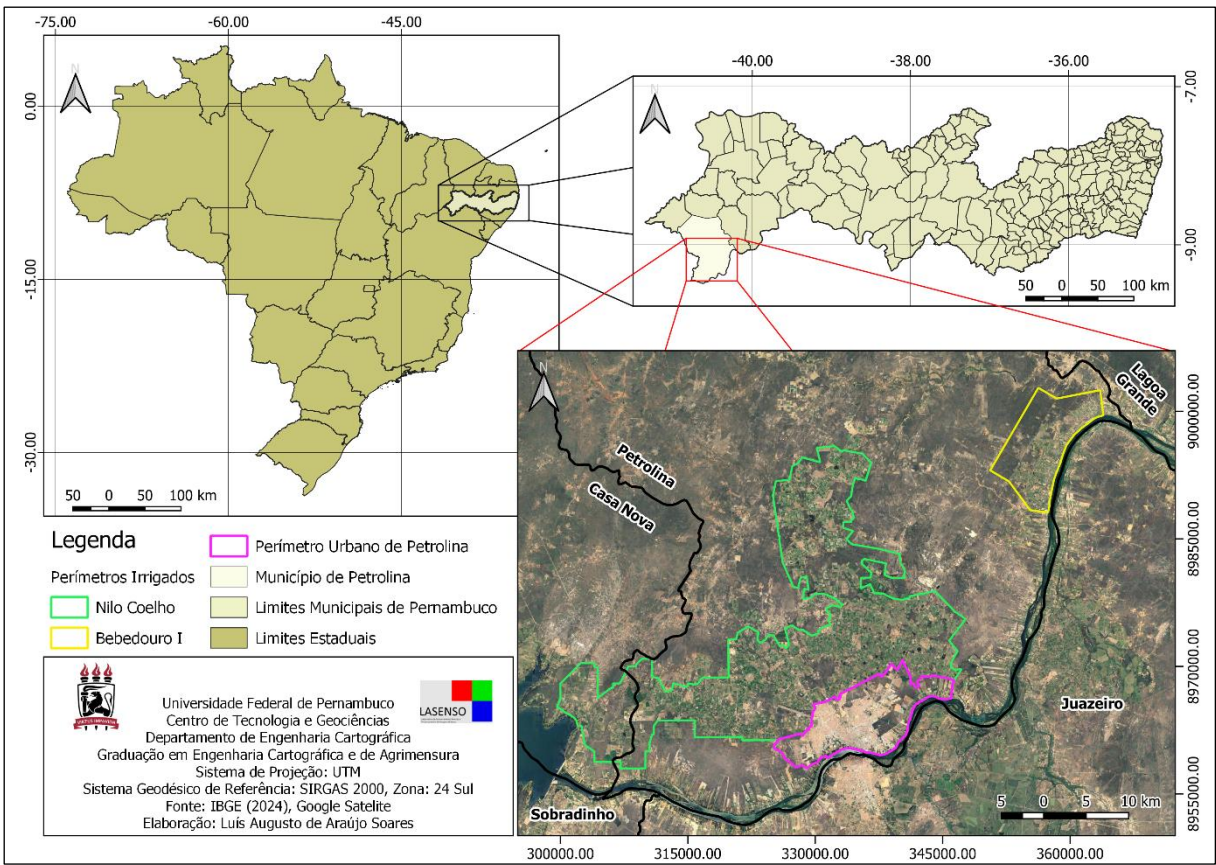 -75.00
-60.00
-45.00
N
0.00
-15.00
-30.00
50 0 50 100 km
-40.00
-38.00
-36.00
N
-7.00
-9.00
50 0 50 100 km
N
Petrolina
Casa Nova
Lagoa
Grande
Juazeiro
Sobradinho
5 0 5 10 km
9000000.00
8985000.00
8970000.00
8955000.00
300000.00
315000.00
330000.00
345000.00
360000.00
Legenda
Perímetros Irrigados
Nilo Coelho
Bebedouro I
Perímetro Urbano de Petrolina
Município de Petrolina
Limites Municipais de Pernambuco
Limites Estaduais
VIRTUS IMPAVIDA
LASENSO
Universidade Federal de Pernambuco
Centro de Tecnologia e Geociências
Departamento de Engenharia Cartográfica
Graduação em Engenharia Cartográfica e de Agrimensura
Sistema de Projeção: UTM
Sistema Geodésico de Referência: SIRGAS 2000, Zona: 24 Sul
Fonte: IBGE (2024), Google Satelite
Elaboração: Luís Augusto de Araújo Soares